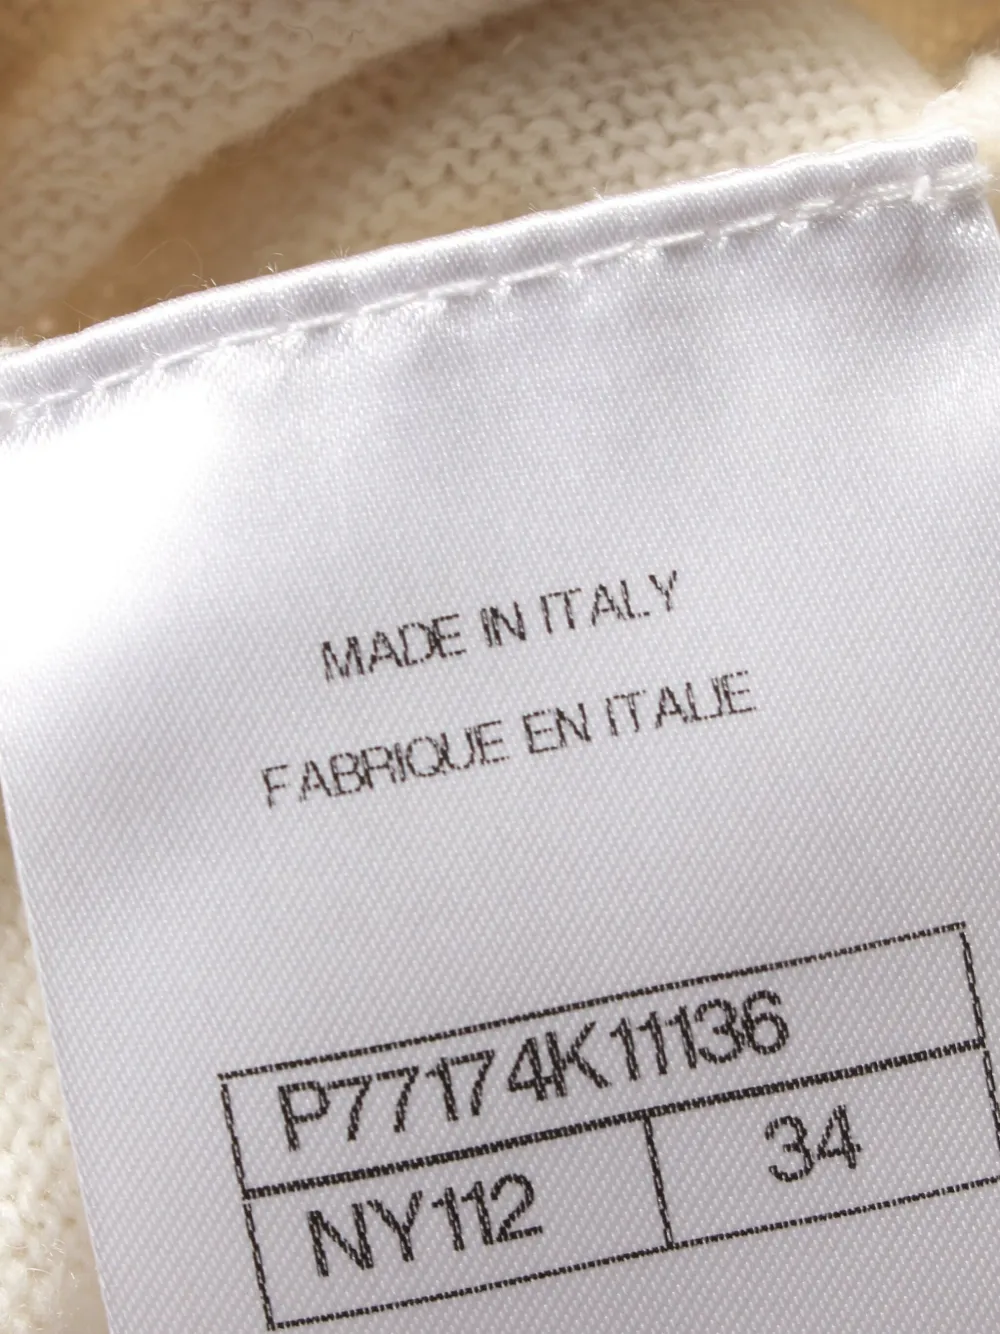 MADE IN ITALY
FABRIQUE EN ITALIE
P77174K11136
NY112 34